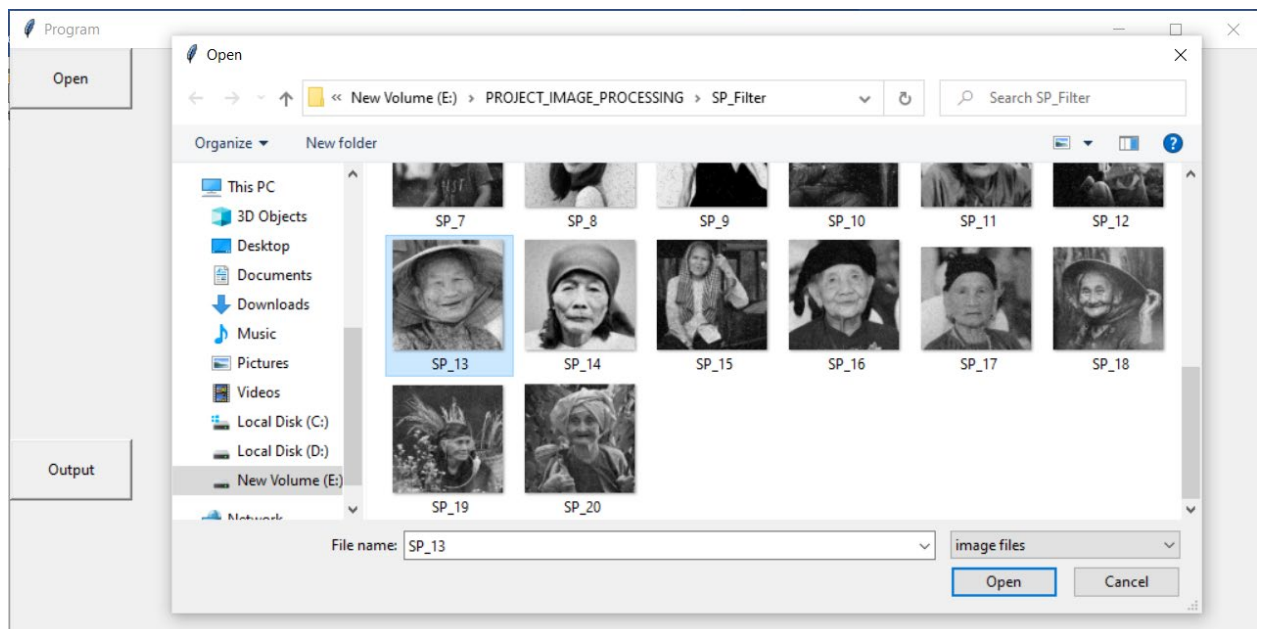 Program
Open
Output
Open
« New Volume (E:) › PROJECT_IMAGE_PROCESSING › SP_Filter
Search SP_Filter
Organize
New folder
This PC
3D Objects
Desktop
Documents
Downloads
Music
Pictures
Videos
Local Disk (C:)
Local Disk (D:)
New Volume (E:)
Network
SP_7 SP_8 SP_9 SP_10 SP_11 SP_12
SP_13 SP_14 SP_15 SP_16 SP_17 SP_18
SP_19 SP_20
File name: SP_13
image files
Open Cancel